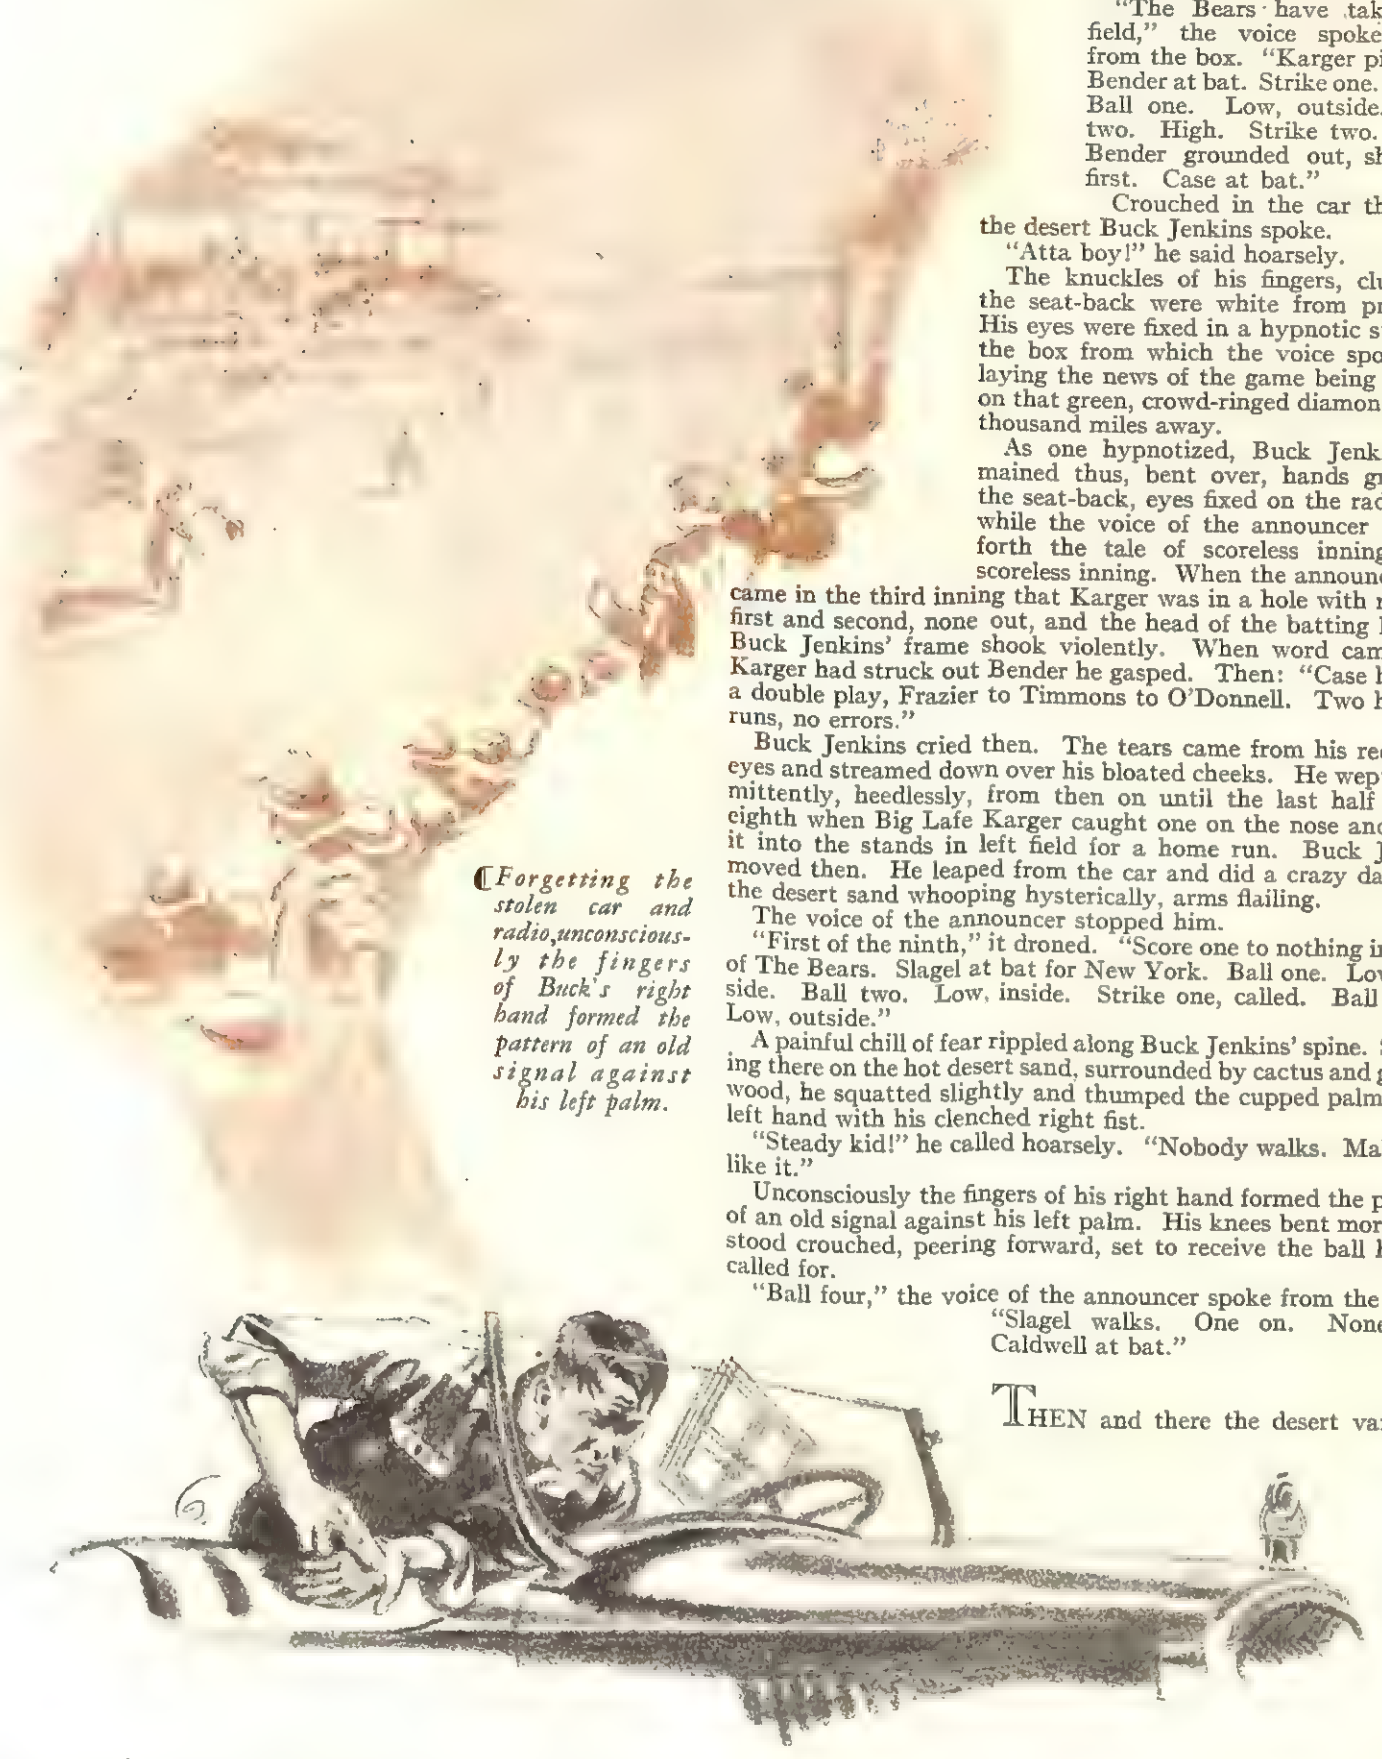 "The Bears have tak
field," the voice spoke
from the box. "Karger pi
Bender at bat. Strike one.
Ball one. Low, outside.
two. High. Strike two.
Bender grounded out, sh
first. Case at bat."
Crouched in the car th
the desert Buck Jenkins spoke.
"Atta boy!" he said hoarsely.
The knuckles of his fingers, clu
the seat-back were white from pr
His eyes were fixed in a hypnotic s
the box from which the voice spo
laying the news of the game being
on that green, crowd-ringed diamon
thousand miles away.
As one hypnotized, Buck Jenk
mained thus, bent over, hands gr
the seat-back, eyes fixed on the rad
while the voice of the announcer
forth the tale of scoreless inning
scoreless inning. When the announc
came in the third inning that Karger was in a hole with r
first and second, none out, and the head of the batting l
Buck Jenkins' frame shook violently. When word cam
Karger had struck out Bender he gasped. Then: "Case h
a double play, Frazier to Timmons to O'Donnell. Two h
runs, no errors."
Buck Jenkins cried then. The tears came from his re
eyes and streamed down over his bloated cheeks. He wep
mittently, heedlessly, from then on until the last half
eighth when Big Lafe Karger caught one on the nose and
it into the stands in left field for a home run. Buck J
moved then. He leaped from the car and did a crazy da
the desert sand whooping hysterically, arms flailing.
The voice of the announcer stopped him.
"First of the ninth," it droned. "Score one to nothing in
of The Bears. Slagel at bat for New York. Ball one. Lov
side. Ball two. Low, inside. Strike one, called. Ball
Low, outside."
A painful chill of fear rippled along Buck Jenkins' spine. S
ing there on the hot desert sand, surrounded by cactus and g
wood, he squatted slightly and thumped the cupped palm
left hand with his clenched right fist.
"Steady kid!" he called hoarsely. "Nobody walks. Ma
like it."
Unconsciously the fingers of his right hand formed the p
of an old signal against his left palm. His knees bent mor
stood crouched, peering forward, set to receive the ball h
called for.
"Ball four," the voice of the announcer spoke from the
"Slagel walks. One on. None
Caldwell at bat."
THEN and there the desert va
Forgetting the
stolen car and
radio, unconscious-
ly the fingers
of Buck's right
hand formed the
pattern of an old
signal against
his left palm.